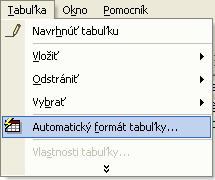 Tabuľka Okno Pomocník
Navrhnúť tabuľku
Vložiť
Odstrániť
Vybrať
Automatický formát tabuľky...
Vlastnosti tabuľky...